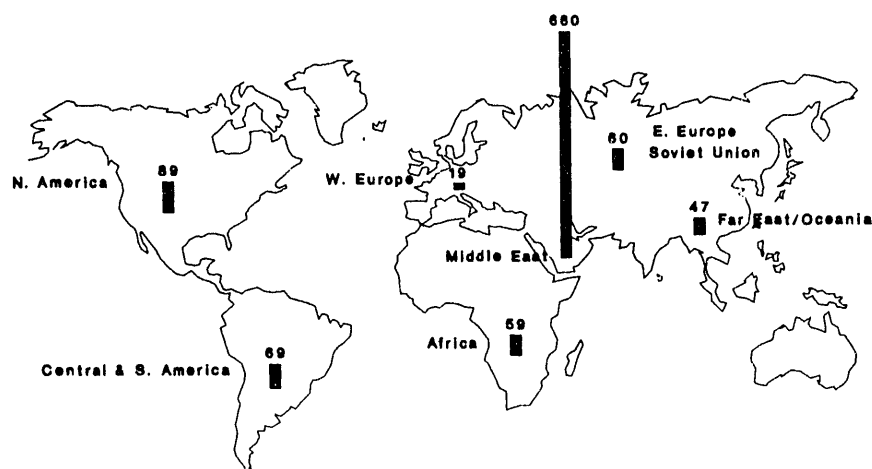 660
E. Europe
60
Soviet Union
N. America
89
W. Europe
19
47
Far East/Oceania
Middle East
Africa
59
Central & S. America
69